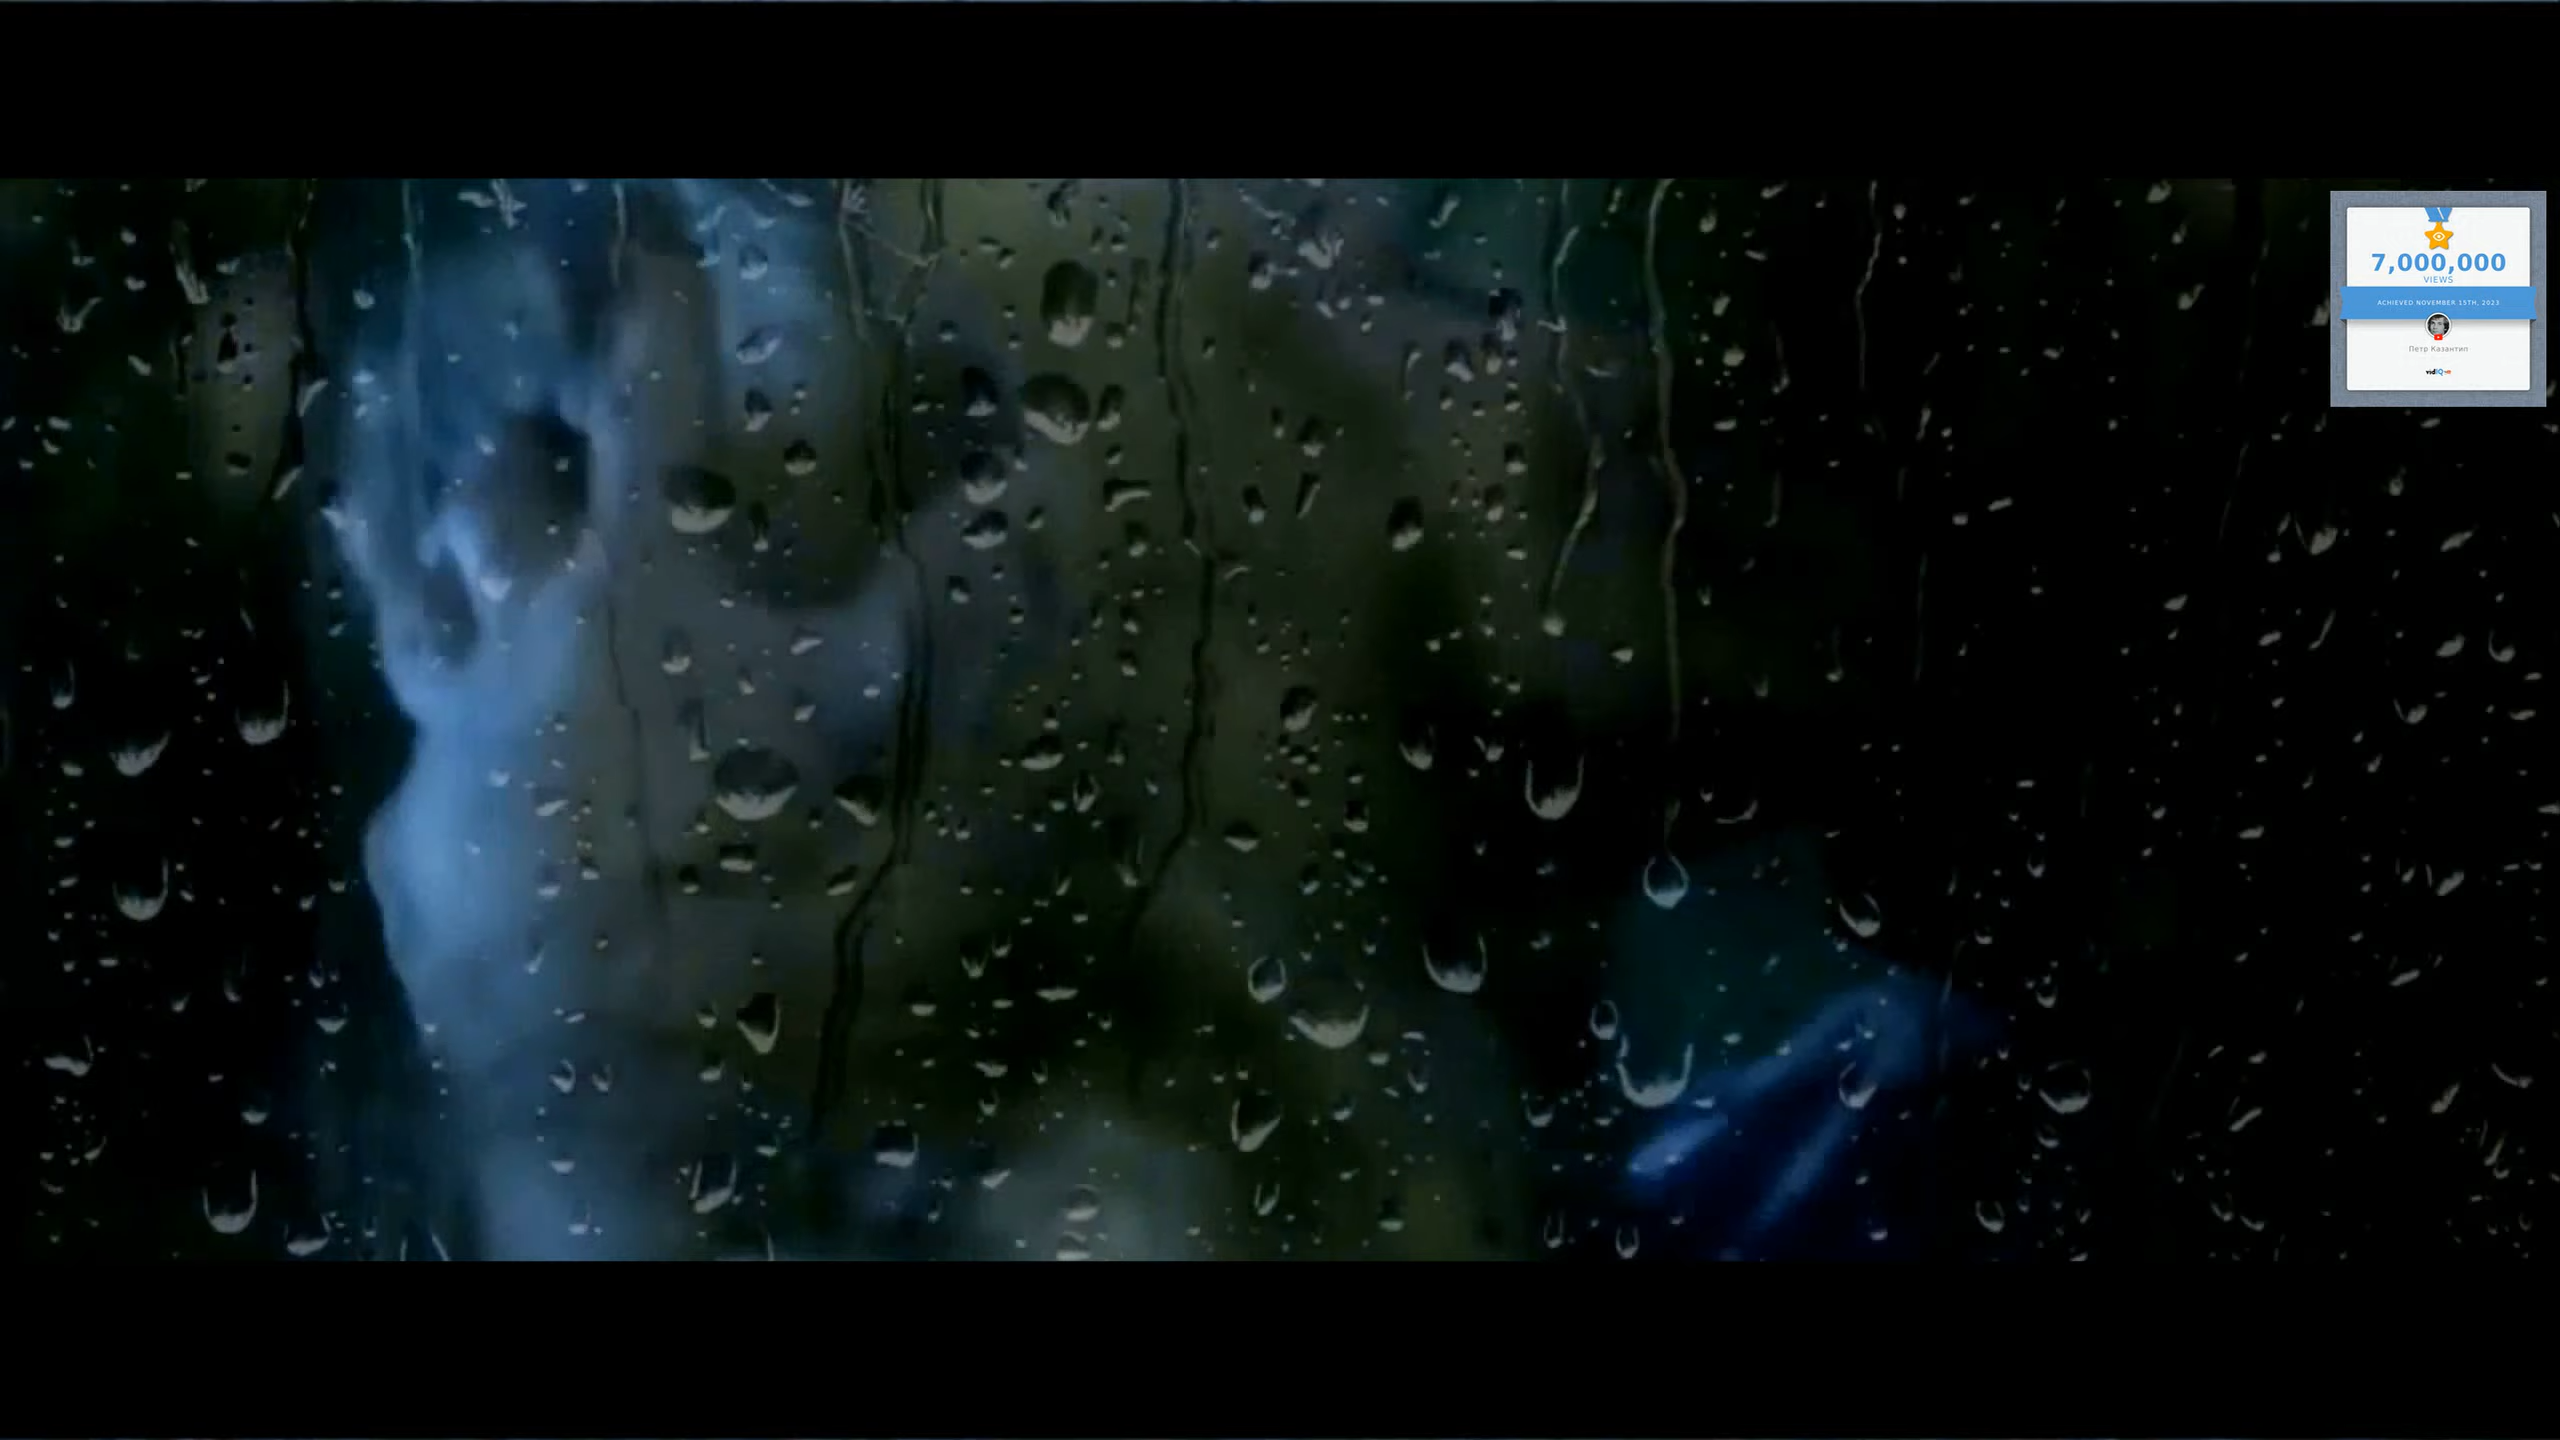 7,000,000
VIEWS
ACHIEVED NOVEMBER 15TH, 2023
Петр Казантип
vidIQ